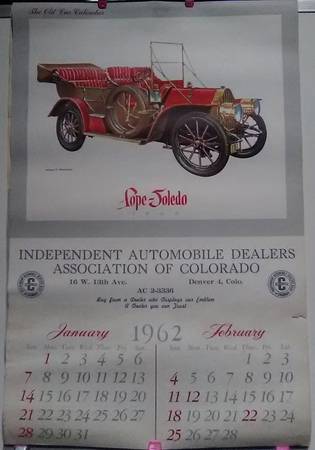 The Old Car Calendar
Pope-Toledo
INDEPENDENT AUTOMOBILE DEALERS
ASSOCIATION OF COLORADO
16 W. 13th Ave. Denver 4, Colo.
AC 2-3336
Buy from a Dealer who Displays our Emblem
A Dealer you can Trust
January 1962 February
Sun. Mon. Tues. Wed. Thur. Fri. Sat. Sun. Mon. Tues. Wed. Thur. Fri. Sat.
1 2 3 4 5 6 1 2 3
7 8 9 10 11 12 13 4 5 6 7 8 9 10
14 15 16 17 18 19 20 11 12 13 14 15 16 17
21 22 23 24 25 26 27 18 19 20 21 22 23 24
28 29 30 31 25 26 27 28